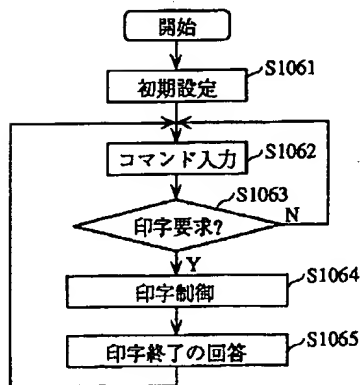 開始
S1061
初期設定
S1062
コマンド入力
S1063
印字要求?
N
Y
S1064
印字制御
S1065
印字終了の回答